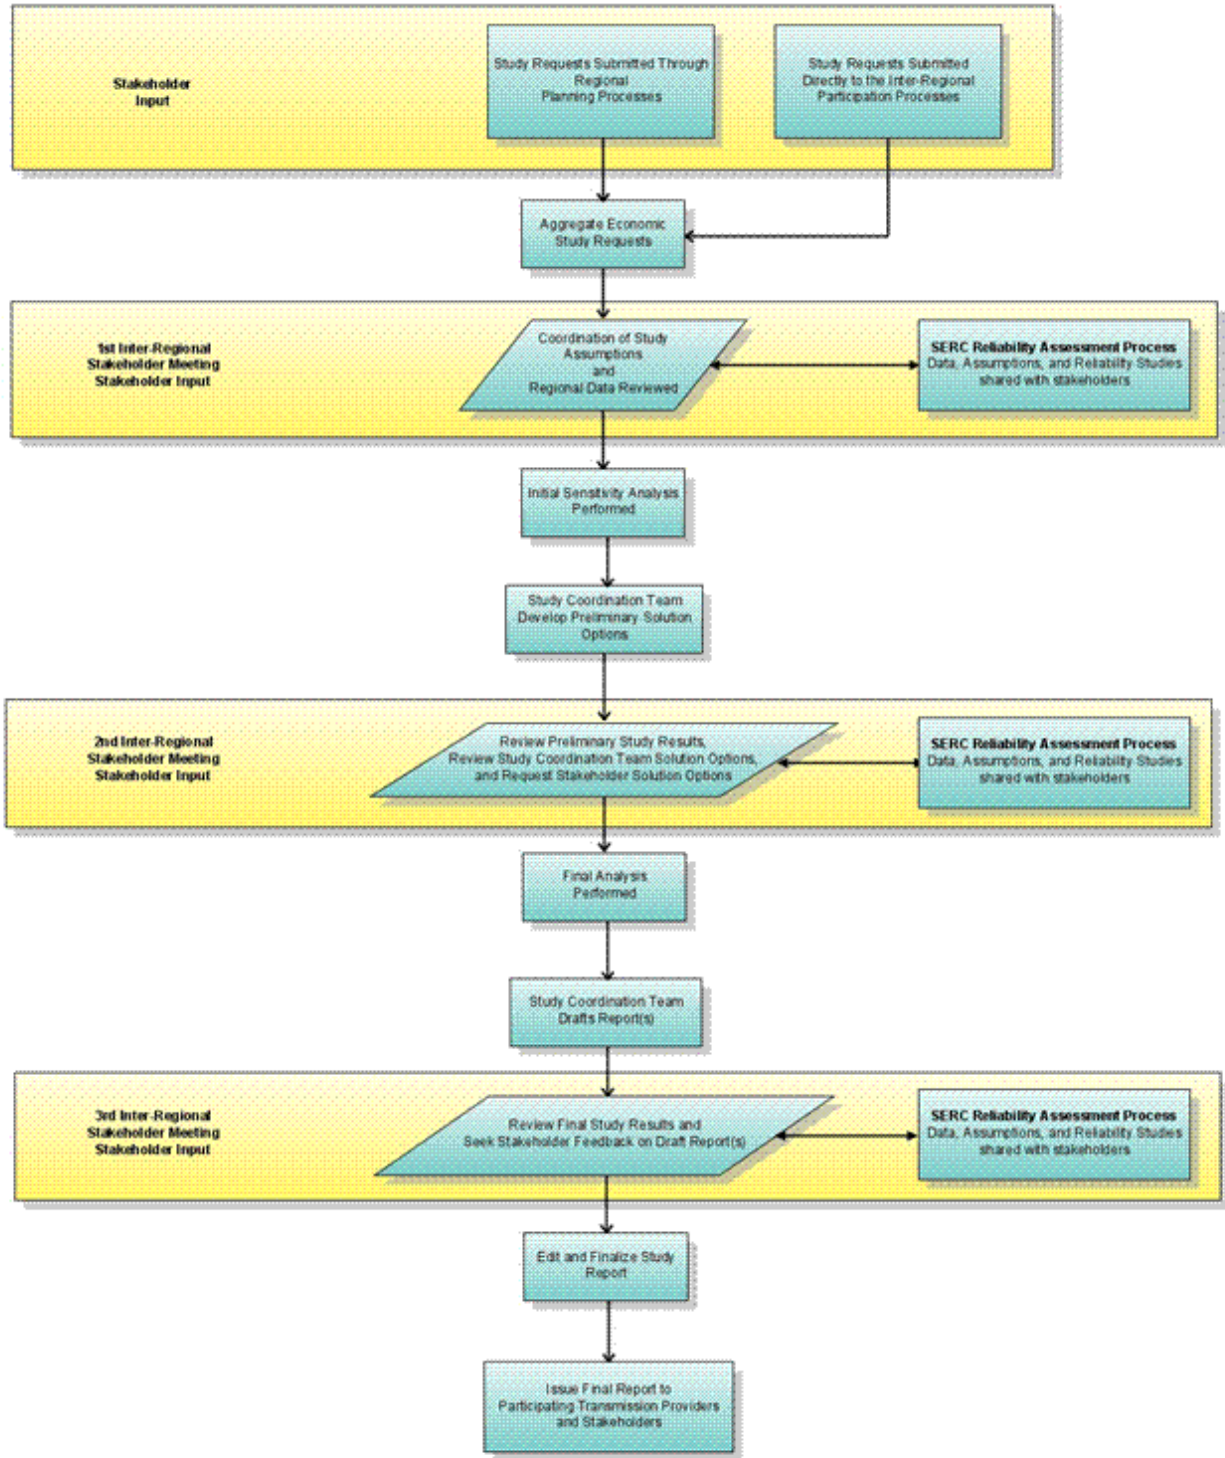 Stakeholder
Input
Study Requests Submitted Through
Regional
Planning Processes
Study Requests Submitted
Directly to the Inter-Regional
Participation Processes
Aggregate Economic
Study Requests
1st Inter-Regional
Stakeholder Meeting
Stakeholder Input
Coordination of Study
Assumptions
and
Regional Data Reviewed
SERC Reliability Assessment Process
Data, Assumptions, and Reliability Studies
shared with stakeholders
Initial Sensitivity Analysis
Performed
Study Coordination Team
Develop Preliminary Solution
Options
2nd Inter-Regional
Stakeholder Meeting
Stakeholder Input
Review Preliminary Study Results,
Review Study Coordination Team Solution Options,
and Request Stakeholder Solution Options
SERC Reliability Assessment Process
Data, Assumptions, and Reliability Studies
shared with stakeholders
Final Analysis
Performed
Study Coordination Team
Drafts Report(s)
3rd Inter-Regional
Stakeholder Meeting
Stakeholder Input
Review Final Study Results and
Seek Stakeholder Feedback on Draft Report(s)
SERC Reliability Assessment Process
Data, Assumptions, and Reliability Studies
shared with stakeholders
Edit and Finalize Study
Report
Issue Final Report to
Participating Transmission Providers
and Stakeholders